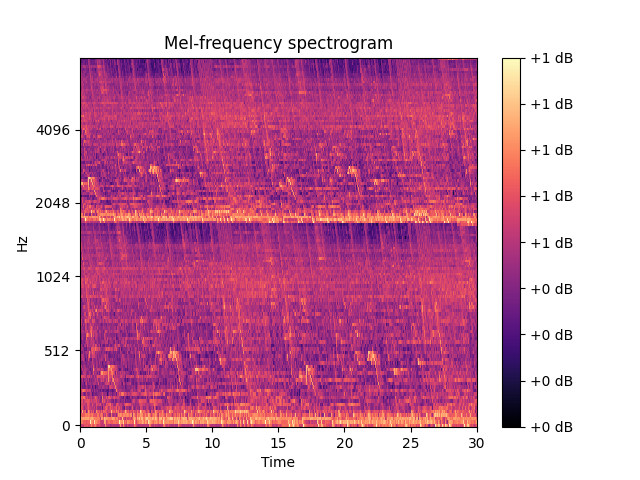 Mel-frequency spectrogram
4096
2048
1024
512
0
Hz
0 5 10 15 20 25 30
Time
+1 dB
+1 dB
+1 dB
+1 dB
+1 dB
+0 dB
+0 dB
+0 dB
+0 dB